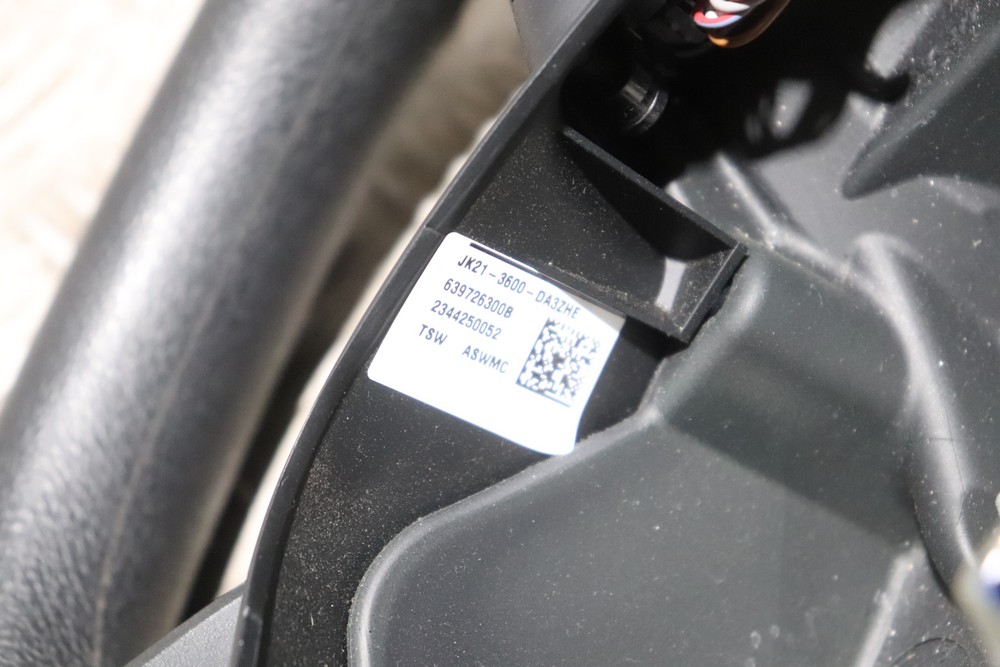 JK21-3600-DA3ZHE
639726300B
2344250052
TSW ASWMC